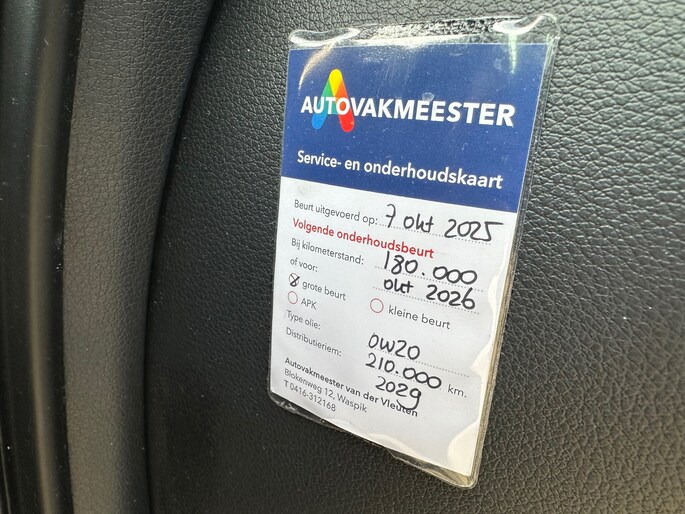 AUTOVAKMEESTER
Service- en onderhoudskaart
Beurt uitgevoerd op: 7 okt 2025
Volgende onderhoudsbeurt
Bij kilometerstand: 180.000
of voor: okt 2026
grote beurt
APK kleine beurt
Type olie: 0W20
Distributieriem: 210.000 km.
2029
Autovakmeester van der Vleuten
Blokenweg 12, Waspik
T 0416-312168